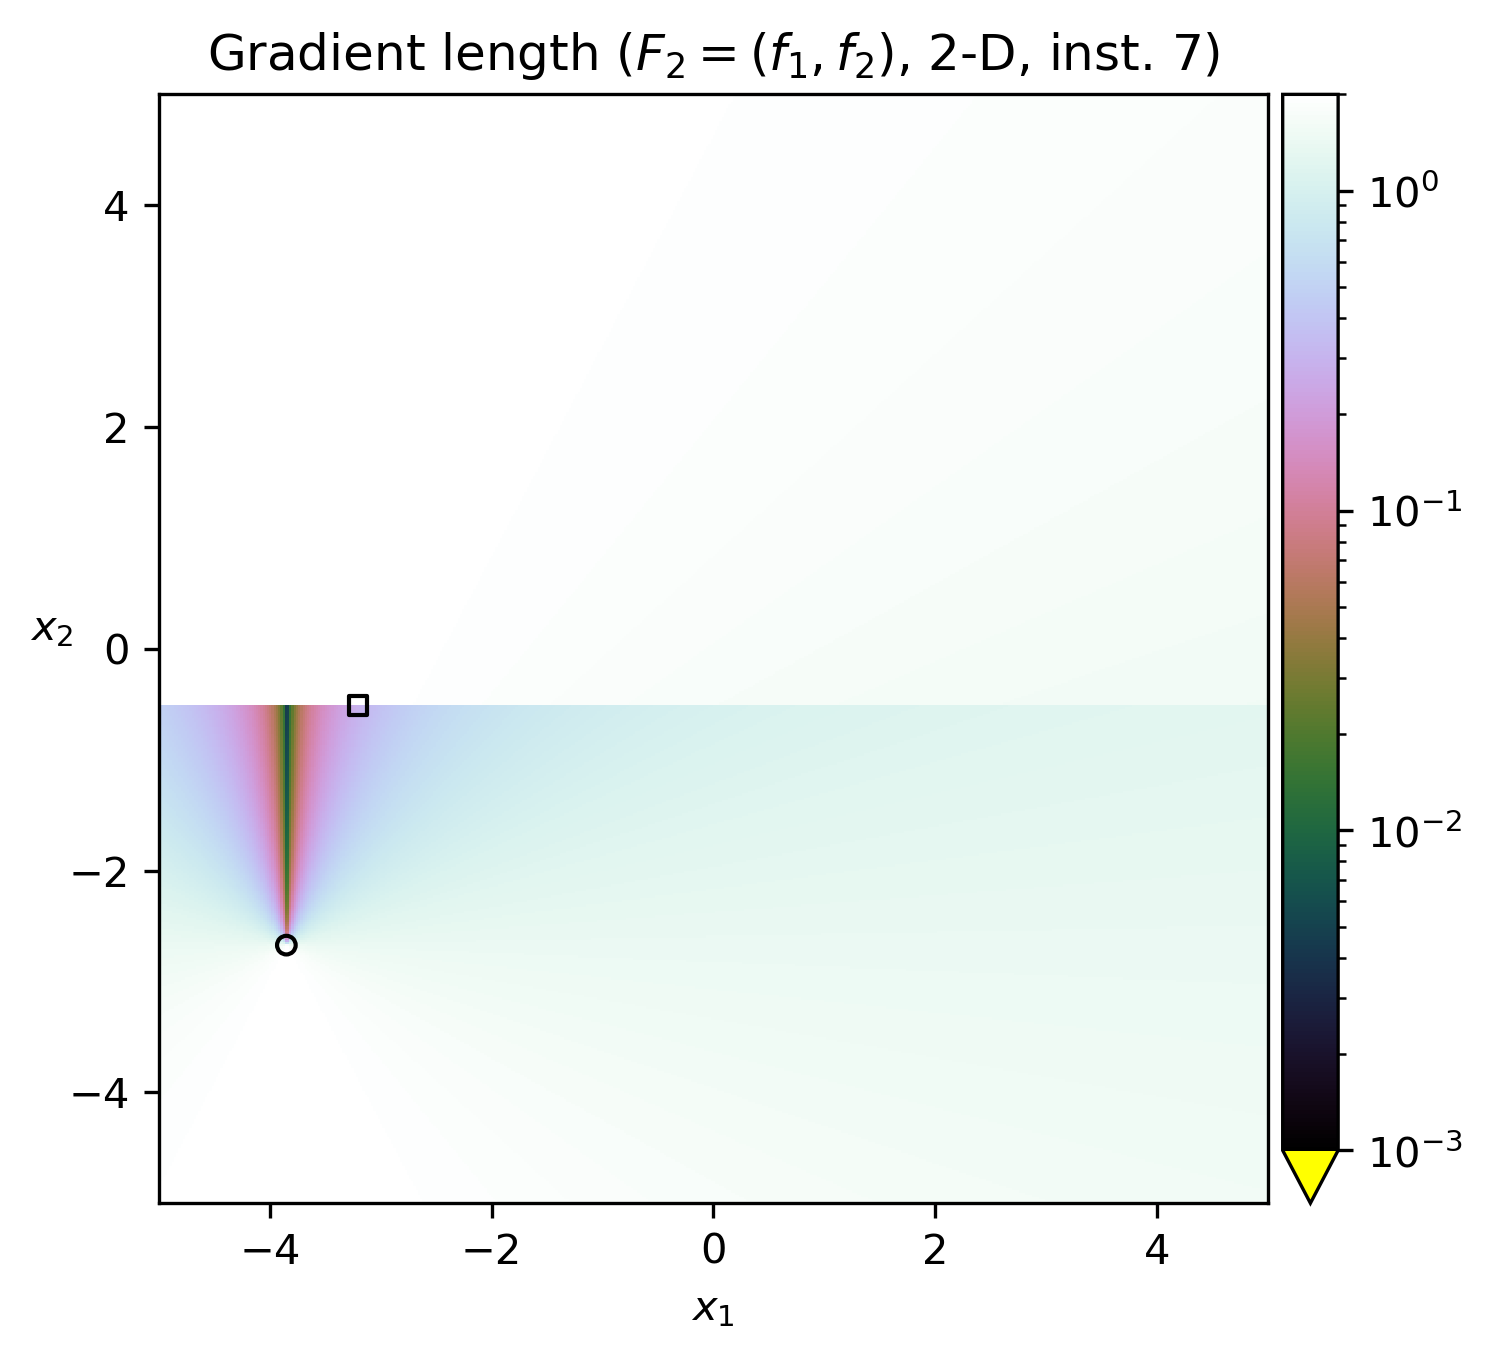 Gradient length (F₂ = (f₁, f₂), 2-D, inst. 7)
4
2
0
−2
−4
x₂
−4 −2 0 2 4
x₁
10⁰
10⁻¹
10⁻²
10⁻³